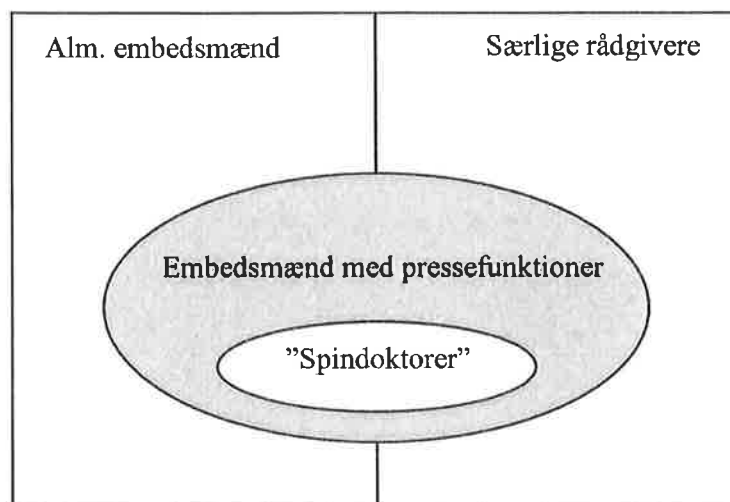 Alm. embedsmænd
Særlige rådgivere
Embedsmænd med pressefunktioner
”Spindoktorer”